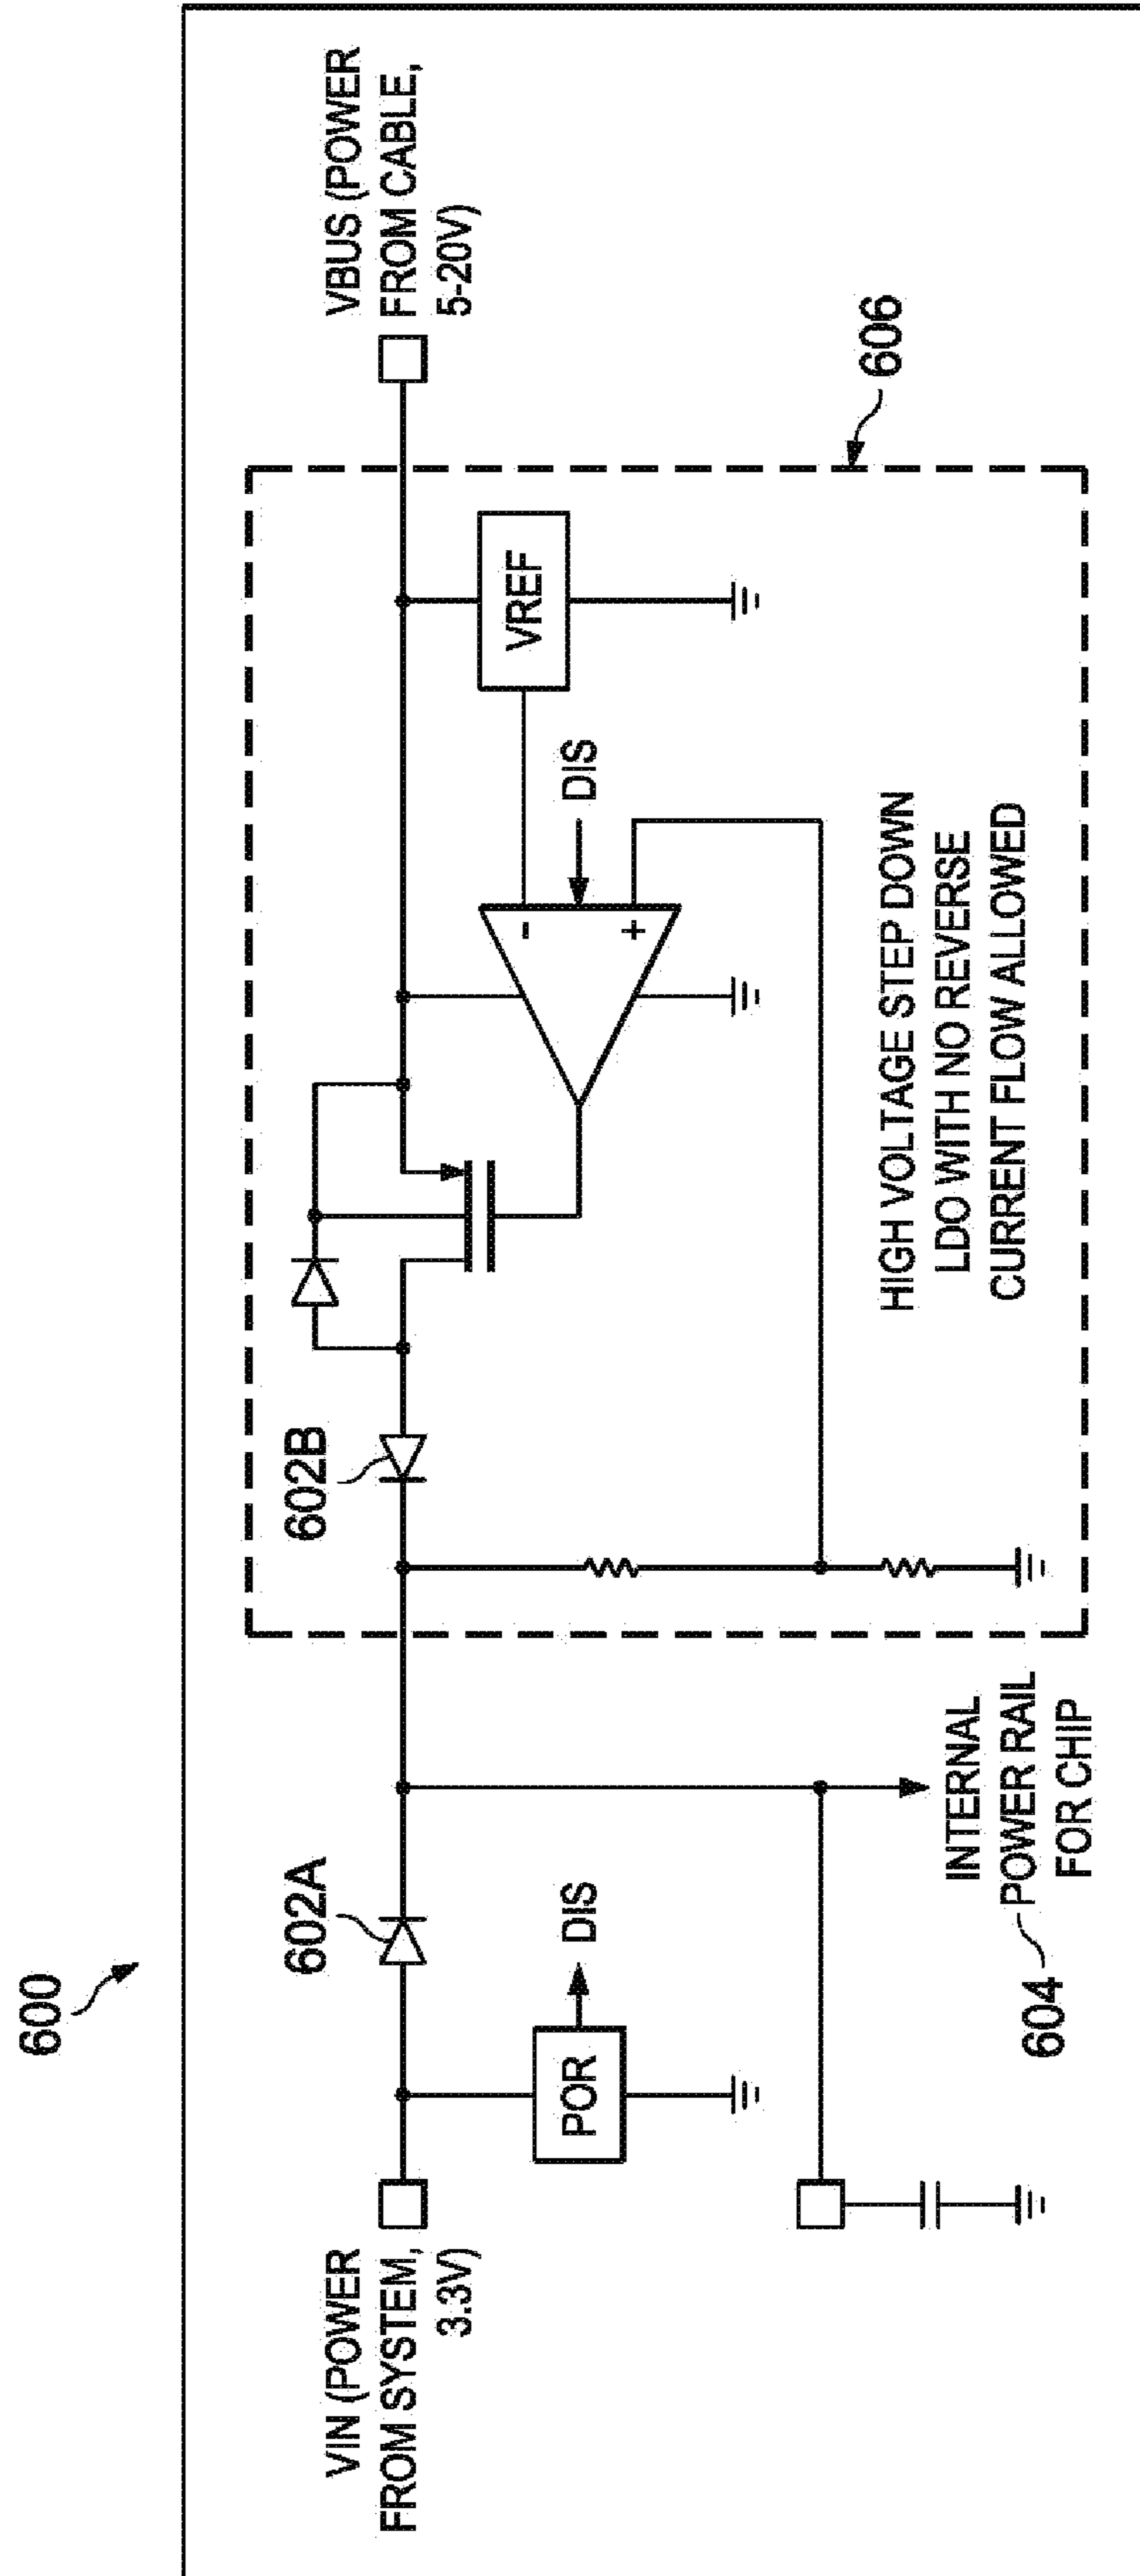 600
VIN (POWER
FROM SYSTEM,
3.3V)
602A
POR
DIS
INTERNAL
POWER RAIL
FOR CHIP
604
602B
VREF
DIS
-
+
HIGH VOLTAGE STEP DOWN
LDO WITH NO REVERSE
CURRENT FLOW ALLOWED
606
VBUS (POWER
FROM CABLE,
5-20V)